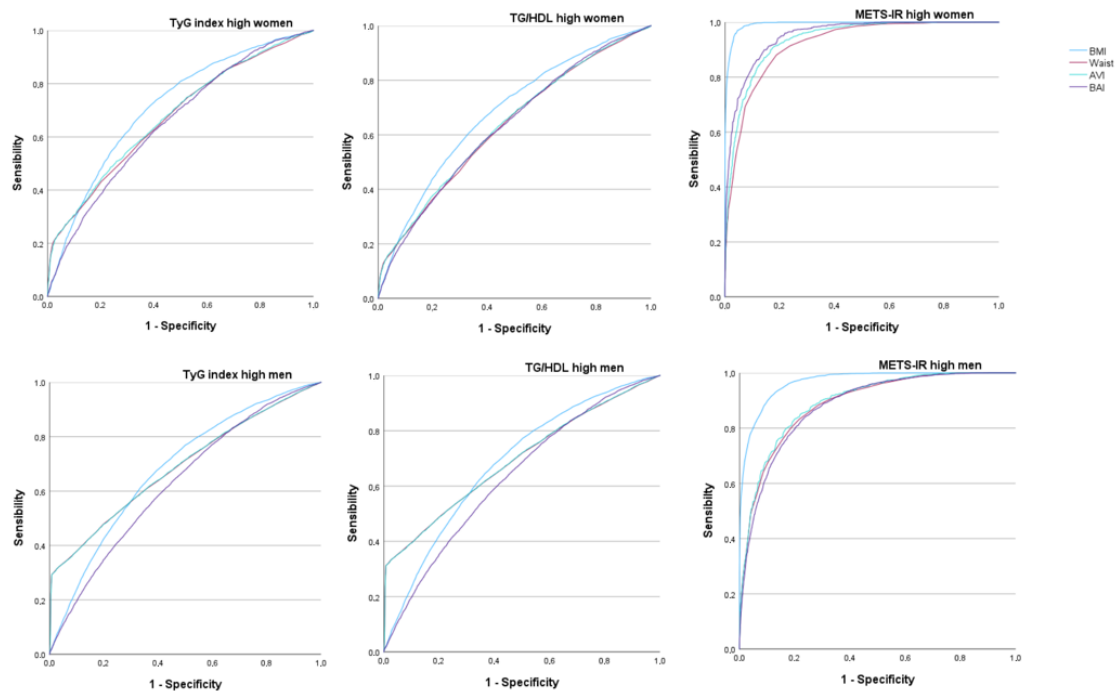 TyG index high women
TG/HDL high women
METS-IR high women
BMI
Waist
AVI
BAI
Sensibility
1,0
0,8
0,6
0,4
0,2
0,0
0,0 0,2 0,4 0,6 0,8 1,0
1 - Specificity
Sensibility
1,0
0,8
0,6
0,4
0,2
0,0
0,0 0,2 0,4 0,6 0,8 1,0
1 - Specificity
Sensibility
1,0
0,8
0,6
0,4
0,2
0,0
0,0 0,2 0,4 0,6 0,8 1,0
1 - Specificity
TyG index high men
TG/HDL high men
METS-IR high men
Sensibility
1,0
0,8
0,6
0,4
0,2
0,0
0,0 0,2 0,4 0,6 0,8 1,0
1 - Specificity
Sensibility
1,0
0,8
0,6
0,4
0,2
0,0
0,0 0,2 0,4 0,6 0,8 1,0
1 - Specificity
Sensibility
1,0
0,8
0,6
0,4
0,2
0,0
0,0 0,2 0,4 0,6 0,8 1,0
1 - Specificity